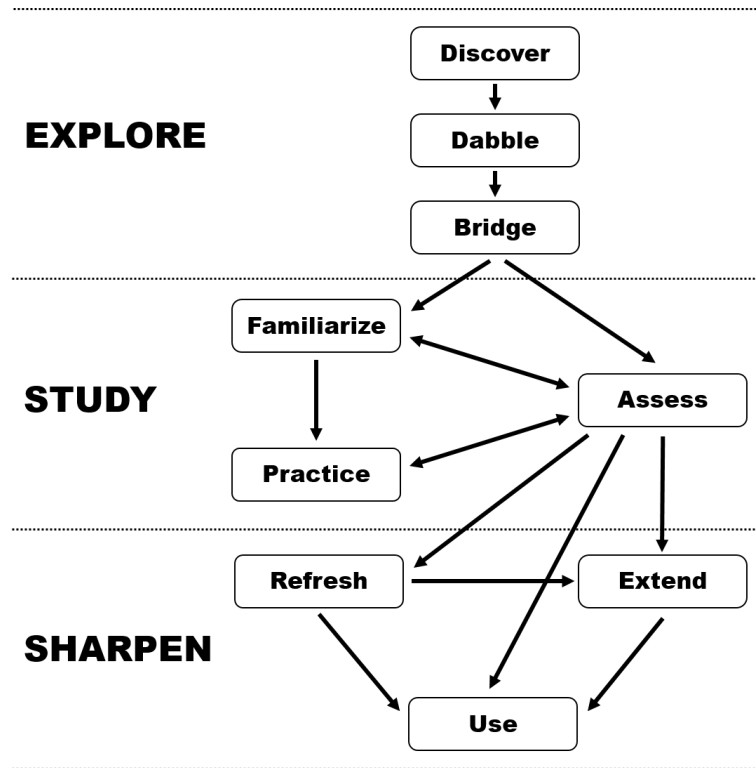 Discover
EXPLORE
Dabble
Bridge
Familiarize
STUDY
Assess
Practice
Refresh
Extend
SHARPEN
Use